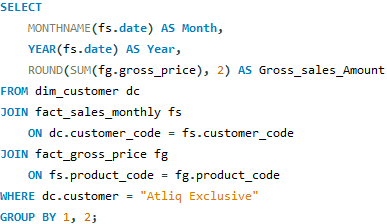 SELECT
MONTHNAME(fs.date) AS Month,
YEAR(fs.date) AS Year,
ROUND(SUM(fg.gross_price), 2) AS Gross_sales_Amount
FROM dim_customer dc
JOIN fact_sales_monthly fs
ON dc.customer_code = fs.customer_code
JOIN fact_gross_price fg
ON fs.product_code = fg.product_code
WHERE dc.customer = "Atliq Exclusive"
GROUP BY 1, 2;